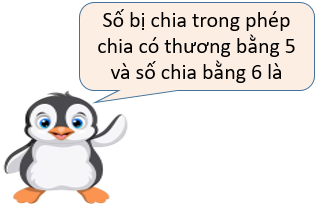 Số bị chia trong phép
chia có thương bằng 5
và số chia bằng 6 là